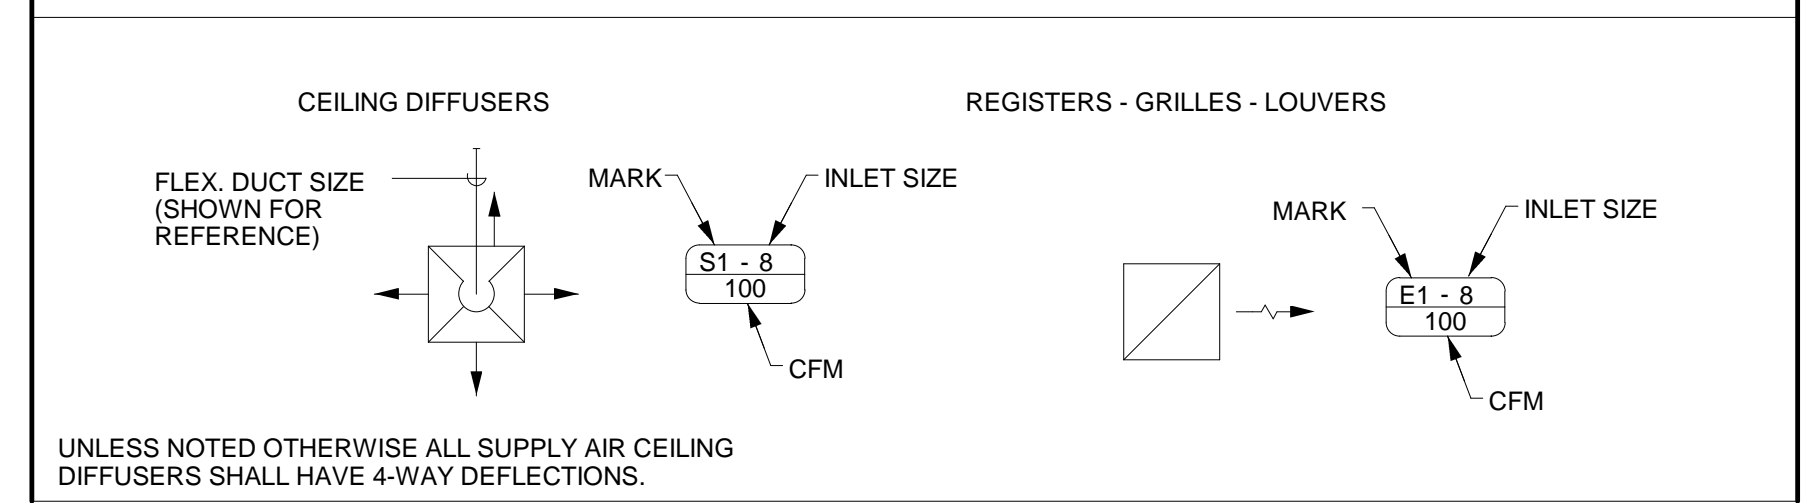 CEILING DIFFUSERS
FLEX. DUCT SIZE
(SHOWN FOR
REFERENCE)
MARK
INLET SIZE
S1 - 8
100
CFM
UNLESS NOTED OTHERWISE ALL SUPPLY AIR CEILING
DIFFUSERS SHALL HAVE 4-WAY DEFLECTIONS.
REGISTERS - GRILLES - LOUVERS
MARK
INLET SIZE
E1 - 8
100
CFM